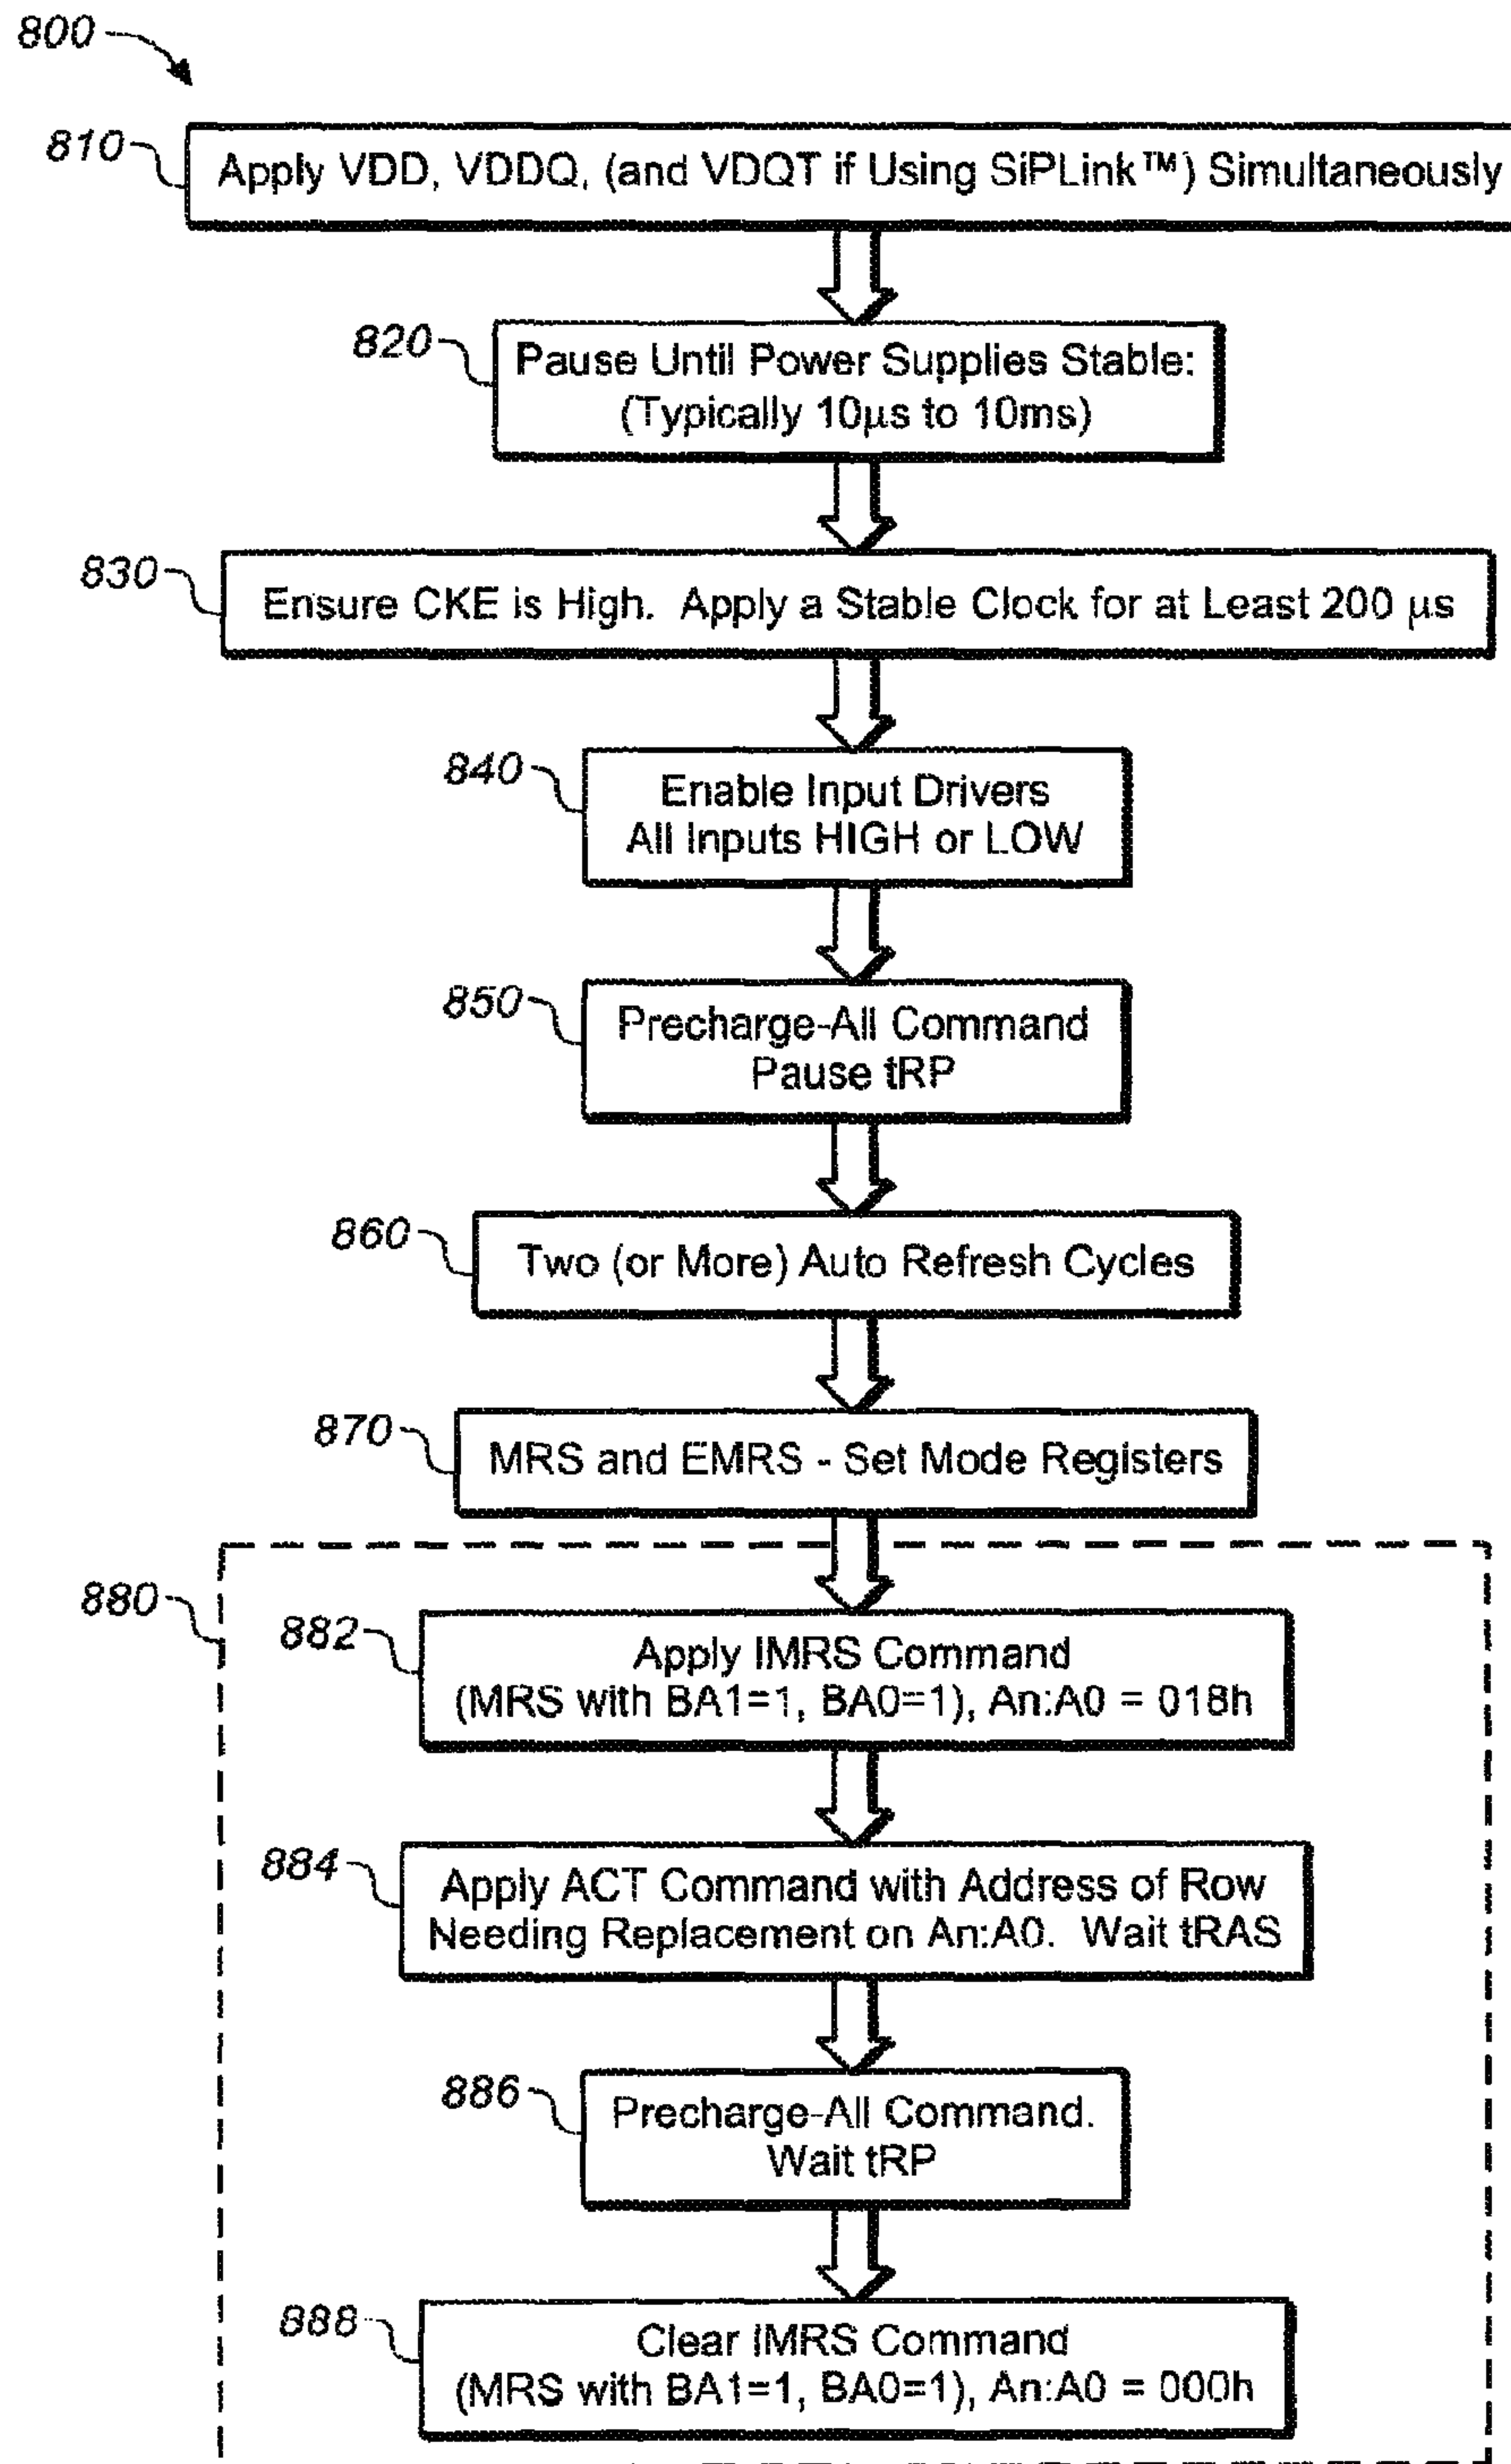 800
810
Apply VDD, VDDQ, (and VDQT if Using SiPLink™) Simultaneously
820
Pause Until Power Supplies Stable:
(Typically 10μs to 10ms)
830
Ensure CKE is High. Apply a Stable Clock for at Least 200 μs
840
Enable Input Drivers
All Inputs HIGH or LOW
850
Precharge-All Command
Pause tRP
860
Two (or More) Auto Refresh Cycles
870
MRS and EMRS - Set Mode Registers
880
882
Apply IMRS Command
(MRS with BA1=1, BA0=1), An:A0 = 018h
884
Apply ACT Command with Address of Row
Needing Replacement on An:A0. Wait tRAS
886
Precharge-All Command.
Wait tRP
888
Clear IMRS Command
(MRS with BA1=1, BA0=1), An:A0 = 000h